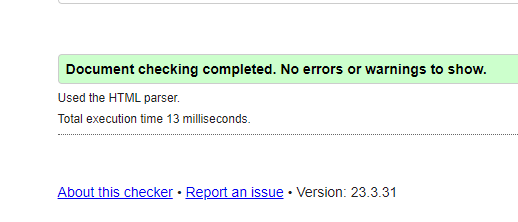 Document checking completed. No errors or warnings to show.
Used the HTML parser.
Total execution time 13 milliseconds.
About this checker • Report an issue • Version: 23.3.31